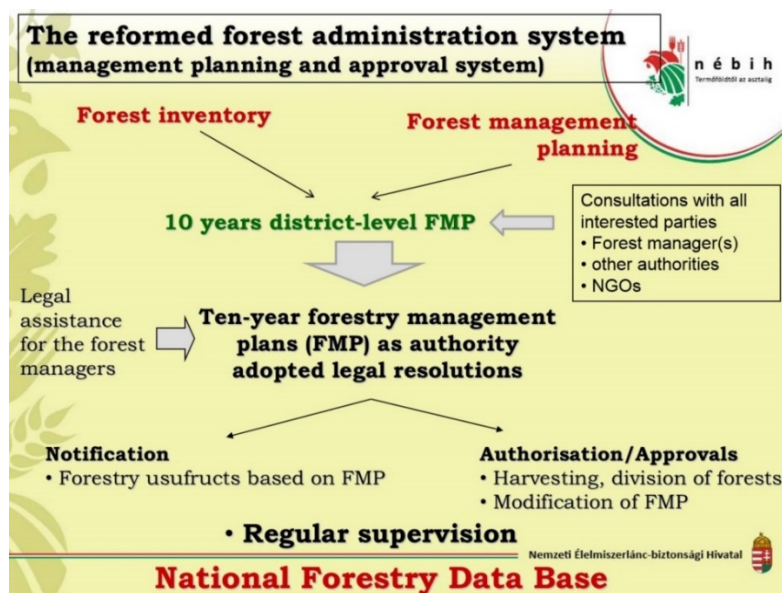 The reformed forest administration system
(management planning and approval system)
nébih
Termőföldtől az asztalig
Forest inventory
Forest management
planning
10 years district-level FMP
Consultations with all
interested parties
• Forest manager(s)
• other authorities
• NGOs
Legal
assistance
for the forest
managers
Ten-year forestry management
plans (FMP) as authority
adopted legal resolutions
Notification
• Forestry usufructs based on FMP
Authorisation/Approvals
• Harvesting, division of forests
• Modification of FMP
• Regular supervision
Nemzeti Élelmiszerlánc-biztonsági Hivatal
National Forestry Data Base